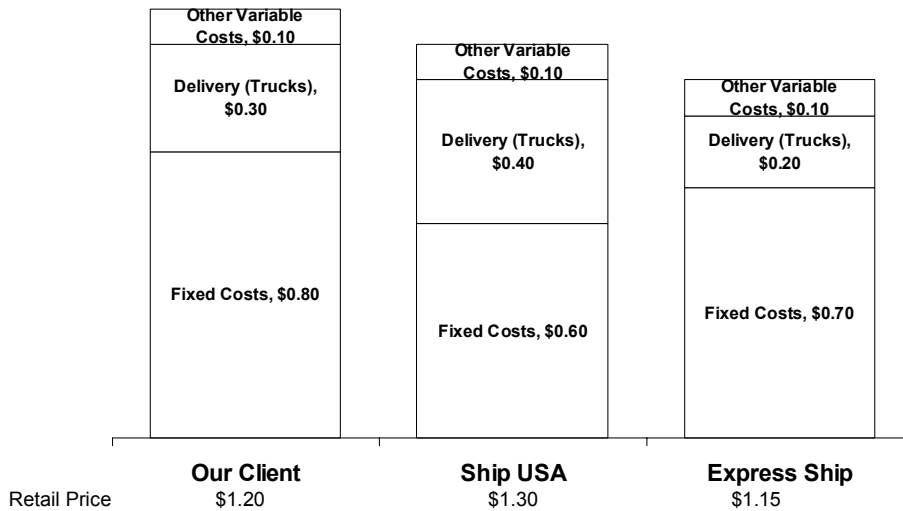 Other Variable
Costs, $0.10
Delivery (Trucks),
$0.30
Fixed Costs, $0.80
Other Variable
Costs, $0.10
Delivery (Trucks),
$0.40
Fixed Costs, $0.60
Other Variable
Costs, $0.10
Delivery (Trucks),
$0.20
Fixed Costs, $0.70
Our Client
Ship USA
Express Ship
Retail Price
$1.20
$1.30
$1.15